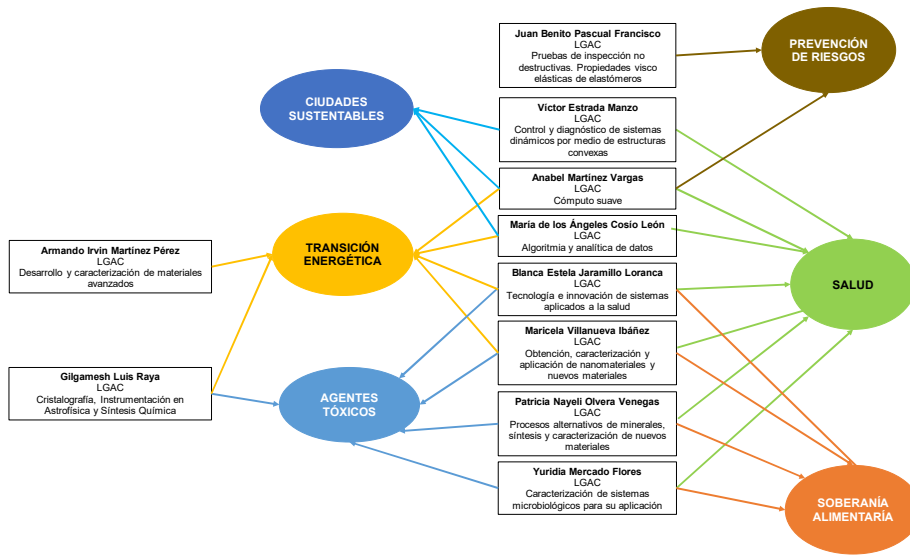 Juan Benito Pascual Francisco
LGAC
Pruebas de inspección no
destructivas. Propiedades visco
elásticas de elastómeros
PREVENCIÓN
DE RIESGOS
CIUDADES
SUSTENTABLES
Víctor Estrada Manzo
LGAC
Control y diagnóstico de sistemas
dinámicos por medio de estructuras
convexas
Anabel Martínez Vargas
LGAC
Cómputo suave
María de los Ángeles Cosío León
LGAC
Algoritmia y analítica de datos
Armando Irvin Martínez Pérez
LGAC
Desarrollo y caracterización de materiales
avanzados
TRANSICIÓN
ENERGÉTICA
Blanca Estela Jaramillo Loranca
LGAC
Tecnología e innovación de sistemas
aplicados a la salud
SALUD
Maricela Villanueva Ibáñez
LGAC
Obtención, caracterización y
aplicación de nanomateriales y
nuevos materiales
Gilgamesh Luis Raya
LGAC
Cristalografía, Instrumentación en
Astrofísica y Síntesis Química
AGENTES
TÓXICOS
Patricia Nayeli Olvera Venegas
LGAC
Procesos alternativos de minerales,
síntesis y caracterización de nuevos
materiales
Yuridia Mercado Flores
LGAC
Caracterización de sistemas
microbiológicos para su aplicación
SOBERANÍA
ALIMENTARÍA